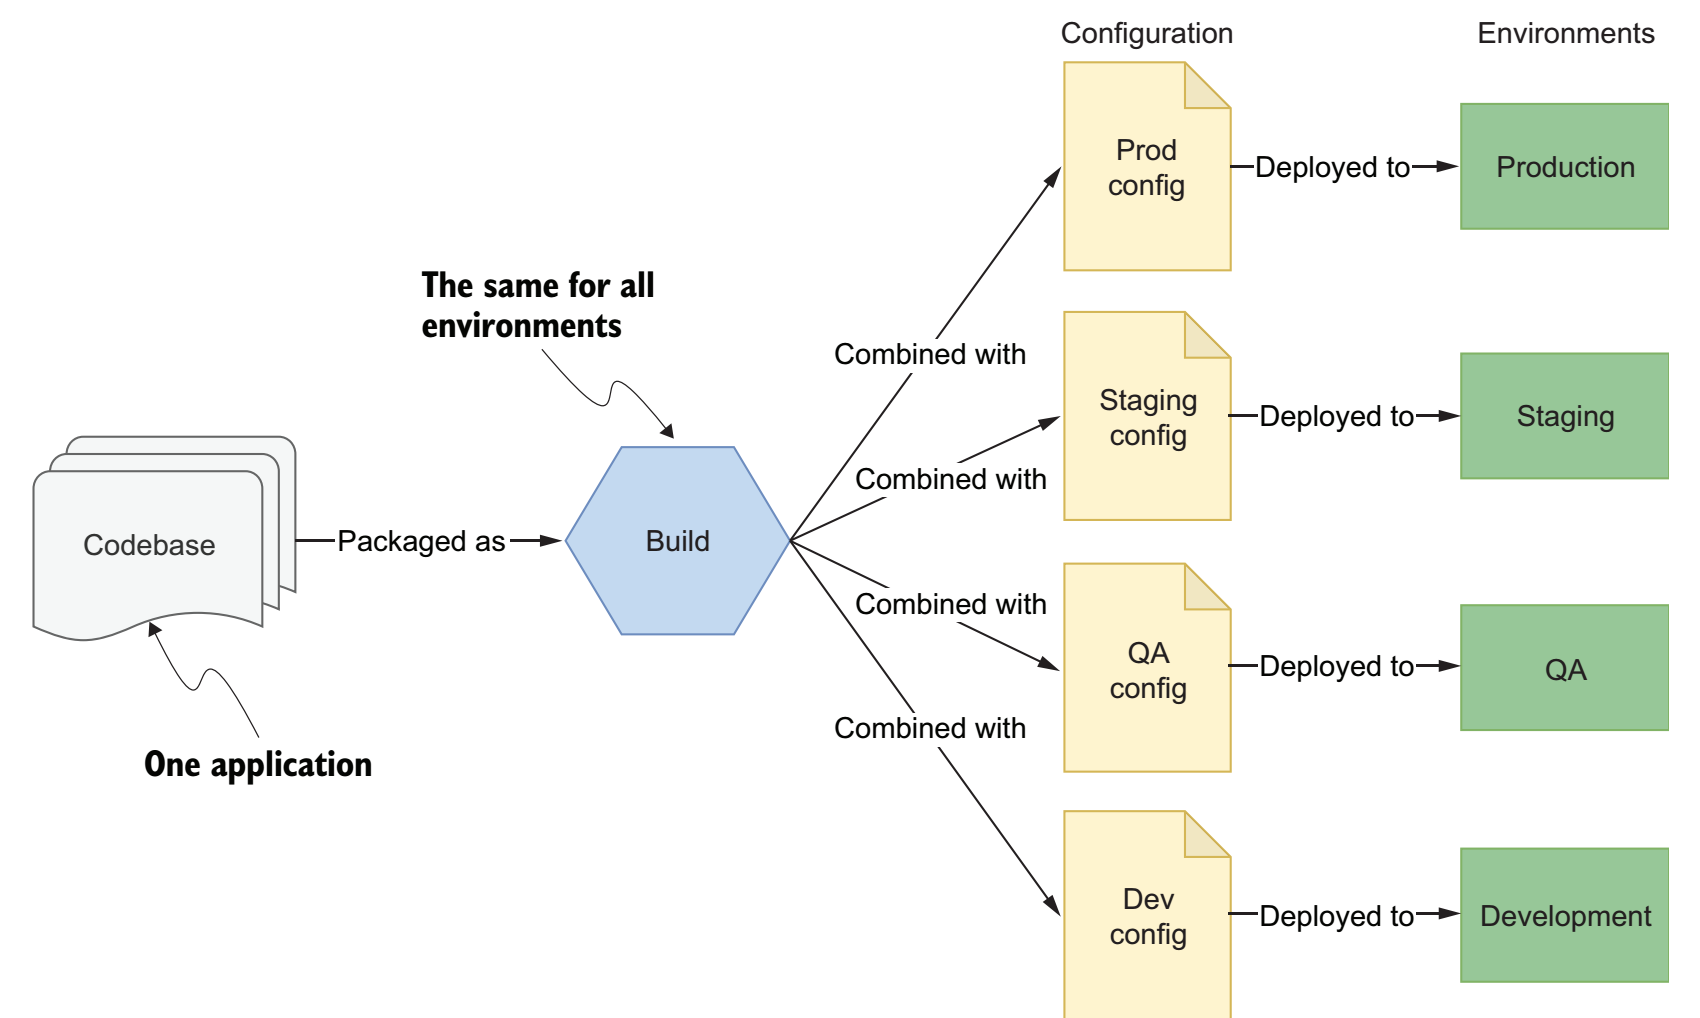 Configuration
Environments
Prod
config
Deployed to
Production
The same for all
environments
Combined with
Staging
config
Deployed to
Staging
Combined with
Codebase
Packaged as
Build
Combined with
QA
config
Deployed to
QA
Combined with
One application
Dev
config
Deployed to
Development